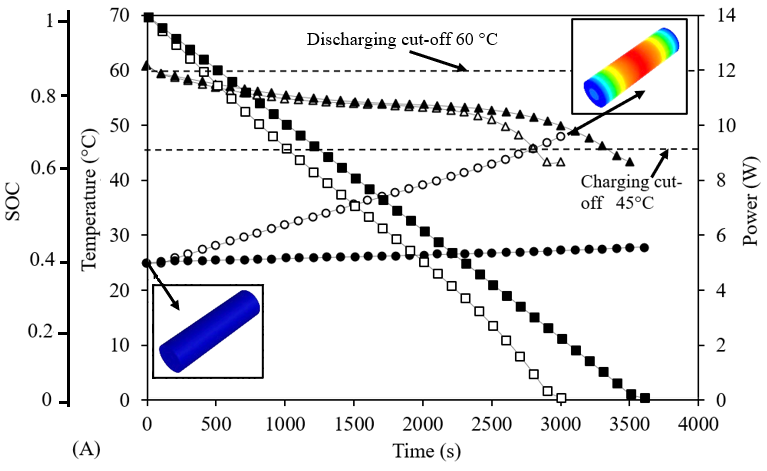 SOC
1
0.8
0.6
0.4
0.2
0
Temperature (°C)
70
60
50
40
30
20
10
0
Discharging cut-off 60 °C
Charging cut-
off 45°C
14
12
10
8
6
4
2
0
Power (W)
0 500 1000 1500 2000 2500 3000 3500 4000
Time (s)
(A)